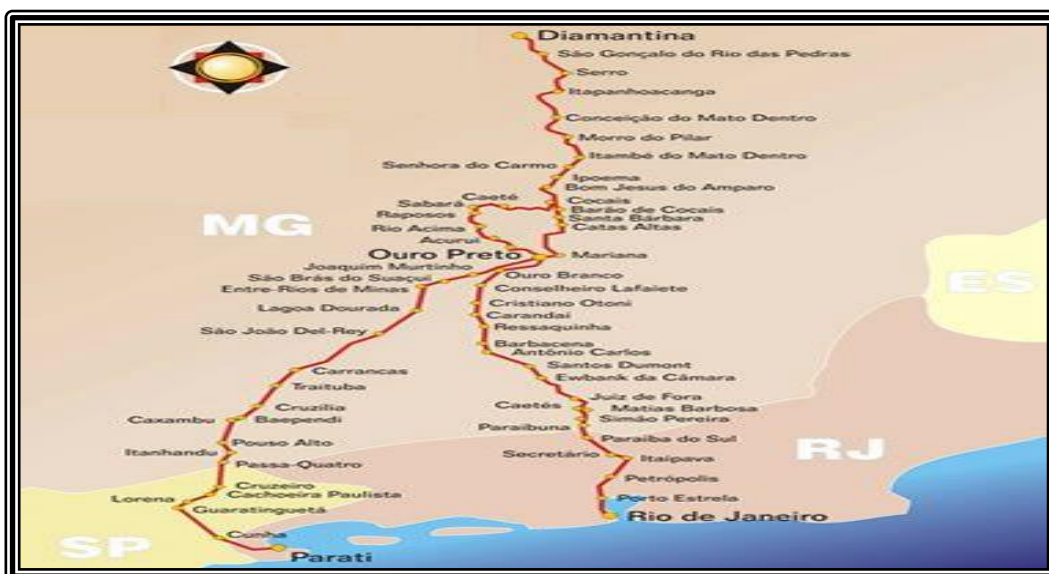 Diamantina
São Gonçalo do Rio das Pedras
Serro
Itapanhoacanga
Conceição do Mato Dentro
Morro do Pilar
Itambé do Mato Dentro
Senhora do Carmo
Ipoema
Bom Jesus do Amparo
Caeté
Cocais
Sabará
Barão de Cocais
Raposos
Santa Bárbara
MG
Rio Acima
Catas Altas
Acuruí
Ouro Preto
Mariana
Joaquim Murtinho
Ouro Branco
São Brás do Suaçuí
Entre-Rios de Minas
Conselheiro Lafaiete
ES
Cristiano Otoni
Lagoa Dourada
Carandaí
Ressaquinha
São João Del-Rey
Barbacena
Antônio Carlos
Santos Dumont
Carrancas
Ewbank da Câmara
Traituba
Juiz de Fora
Cruzília
Caetés
Matias Barbosa
Caxambu
Baependi
Simão Pereira
Paraibuna
Pouso Alto
Paraíba do Sul
RJ
Itanhandu
Secretário
Itaipava
Passa-Quatro
Petrópolis
Cruzeiro
Cachoeira Paulista
Lorena
Porto Estrela
Guaratinguetá
Rio de Janeiro
Cunha
SP
Parati